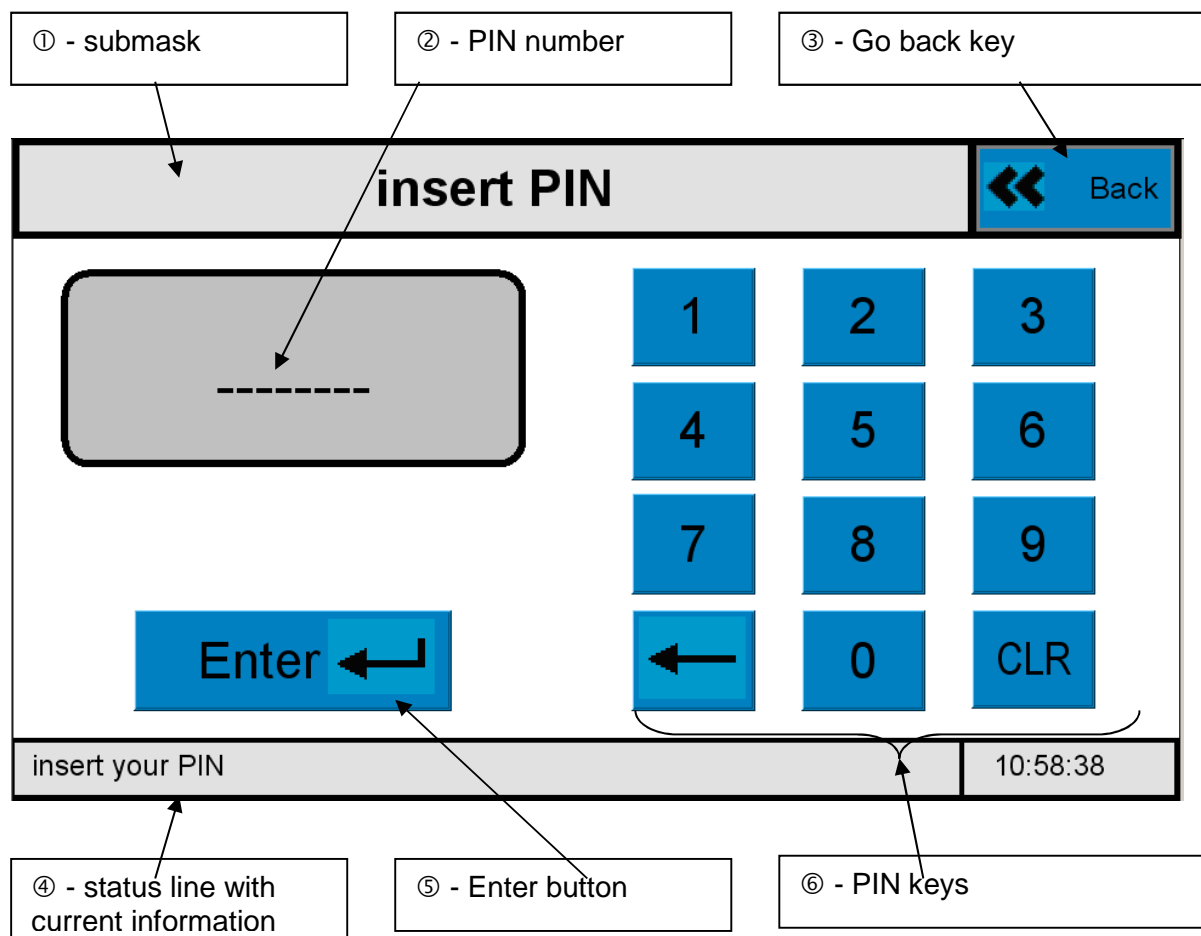 ① - submask
② - PIN number
③ - Go back key
insert PIN
Back
--------
1 2 3
4 5 6
7 8 9
0 CLR
Enter
insert your PIN
10:58:38
④ - status line with
current information
⑤ - Enter button
⑥ - PIN keys